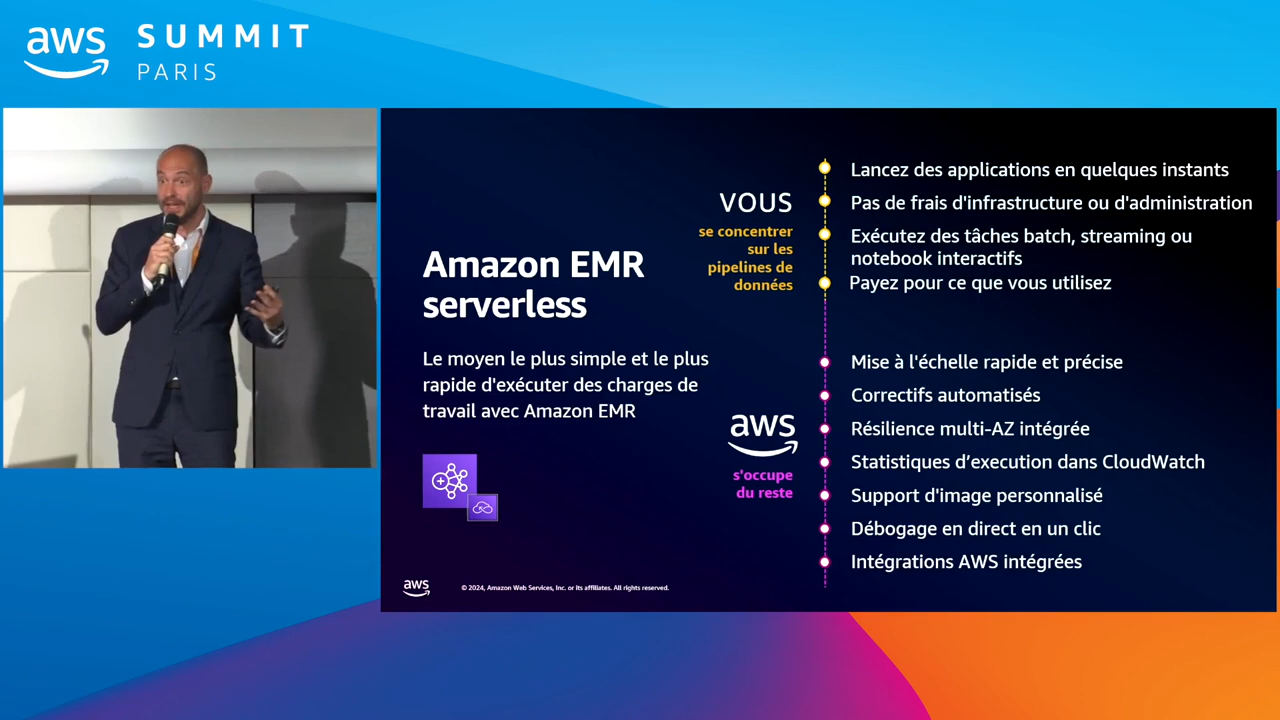 aws
SUMMIT
PARIS
Amazon EMR
serverless
Le moyen le plus simple et le plus
rapide d'exécuter des charges de
travail avec Amazon EMR
VOUS
se concentrer
sur les
pipelines de
données
Lancez des applications en quelques instants
Pas de frais d'infrastructure ou d'administration
Exécutez des tâches batch, streaming ou
notebook interactifs
Payez pour ce que vous utilisez
aws
s'occupe
du reste
Mise à l'échelle rapide et précise
Correctifs automatisés
Résilience multi-AZ intégrée
Statistiques d’execution dans CloudWatch
Support d'image personnalisé
Débogage en direct en un clic
Intégrations AWS intégrées
aws
© 2024, Amazon Web Services, Inc. or its affiliates. All rights reserved.